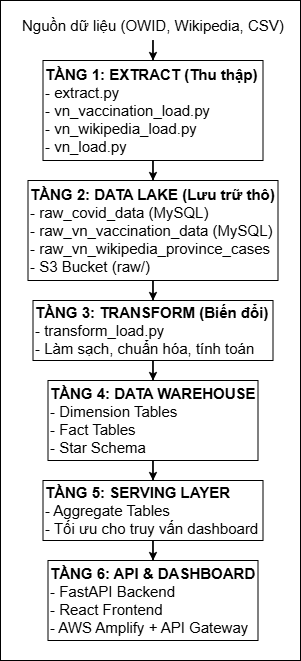 Nguồn dữ liệu (OWID, Wikipedia, CSV)
TẦNG 1: EXTRACT (Thu thập)
- extract.py
- vn_vaccination_load.py
- vn_wikipedia_load.py
- vn_load.py
TẦNG 2: DATA LAKE (Lưu trữ thô)
- raw_covid_data (MySQL)
- raw_vn_vaccination_data (MySQL)
- raw_vn_wikipedia_province_cases
- S3 Bucket (raw/)
TẦNG 3: TRANSFORM (Biến đổi)
- transform_load.py
- Làm sạch, chuẩn hóa, tính toán
TẦNG 4: DATA WAREHOUSE
- Dimension Tables
- Fact Tables
- Star Schema
TẦNG 5: SERVING LAYER
- Aggregate Tables
- Tối ưu cho truy vấn dashboard
TẦNG 6: API & DASHBOARD
- FastAPI Backend
- React Frontend
- AWS Amplify + API Gateway